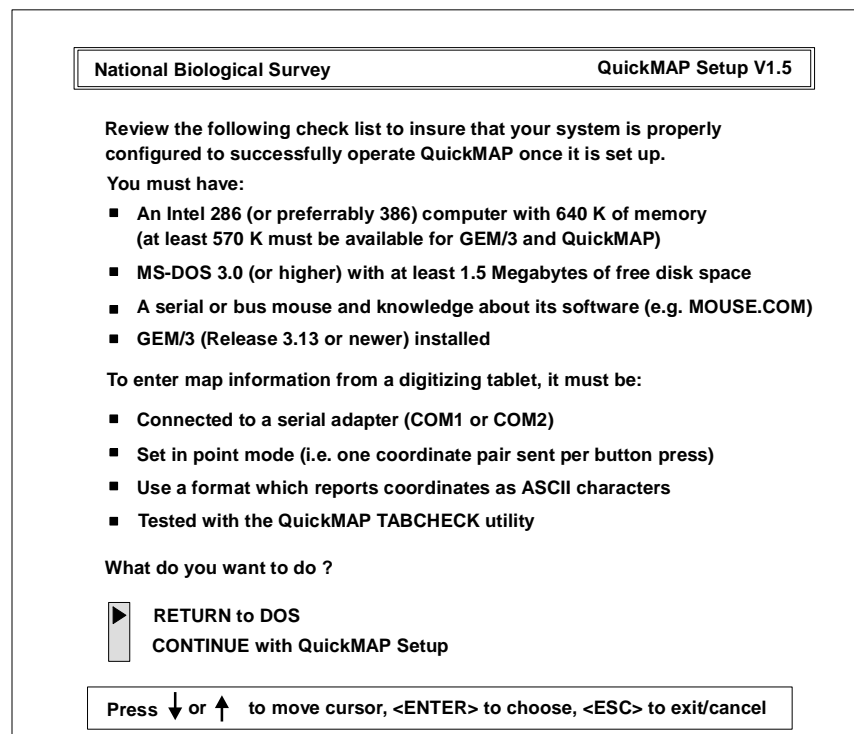 National Biological Survey QuickMAP Setup V1.5
Review the following check list to insure that your system is properly
configured to successfully operate QuickMAP once it is set up.
You must have:
■ An Intel 286 (or preferrably 386) computer with 640 K of memory
(at least 570 K must be available for GEM/3 and QuickMAP)
■ MS-DOS 3.0 (or higher) with at least 1.5 Megabytes of free disk space
■ A serial or bus mouse and knowledge about its software (e.g. MOUSE.COM)
■ GEM/3 (Release 3.13 or newer) installed
To enter map information from a digitizing tablet, it must be:
■ Connected to a serial adapter (COM1 or COM2)
■ Set in point mode (i.e. one coordinate pair sent per button press)
■ Use a format which reports coordinates as ASCII characters
■ Tested with the QuickMAP TABCHECK utility
What do you want to do ?
RETURN to DOS
CONTINUE with QuickMAP Setup
Press ↓ or ↑ to move cursor, <ENTER> to choose, <ESC> to exit/cancel